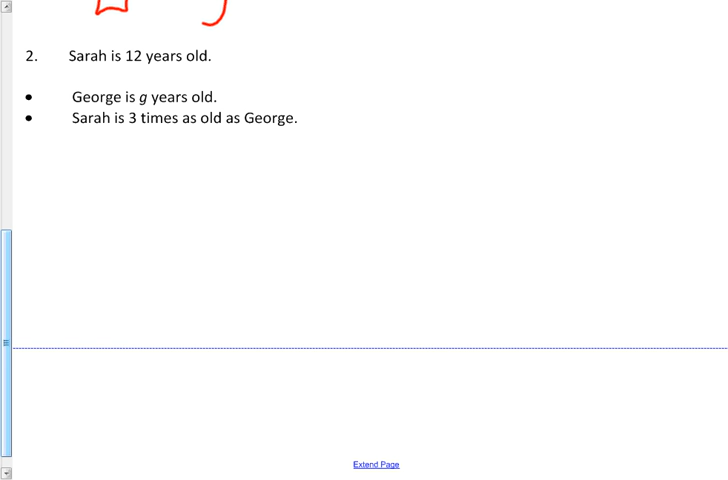 2. Sarah is 12 years old.
• George is g years old.
• Sarah is 3 times as old as George.
Extend Page